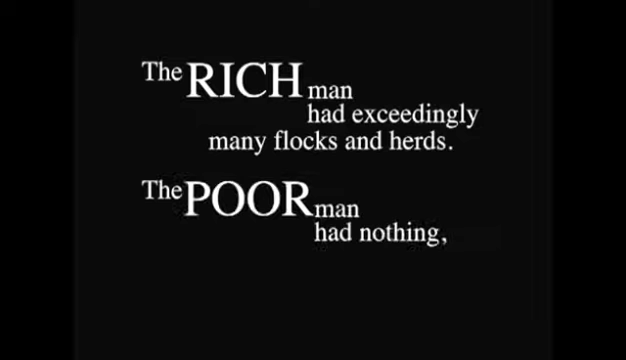 The RICH man
had exceedingly
many flocks and herds.
The POOR man
had nothing,